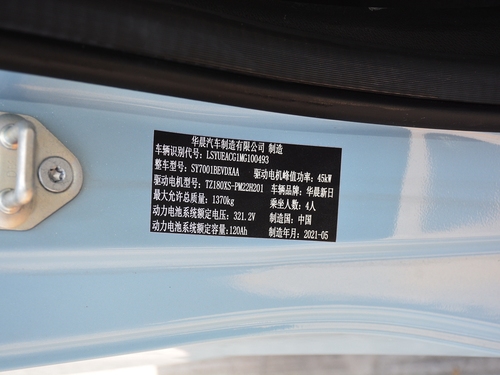 华晨汽车制造有限公司 制造
车辆识别代号: LSYUEACG1MG100493
整车型号: SY7001BEVDXAA 驱动电机峰值功率: 45kW
驱动电机型号: TZ180XS-PM22R201 车辆品牌: 华晨新日
最大允许总质量: 1370kg 乘坐人数: 4人
动力电池系统额定电压: 321.2V 制造国: 中国
动力电池系统额定容量: 120Ah 制造年月: 2021-05